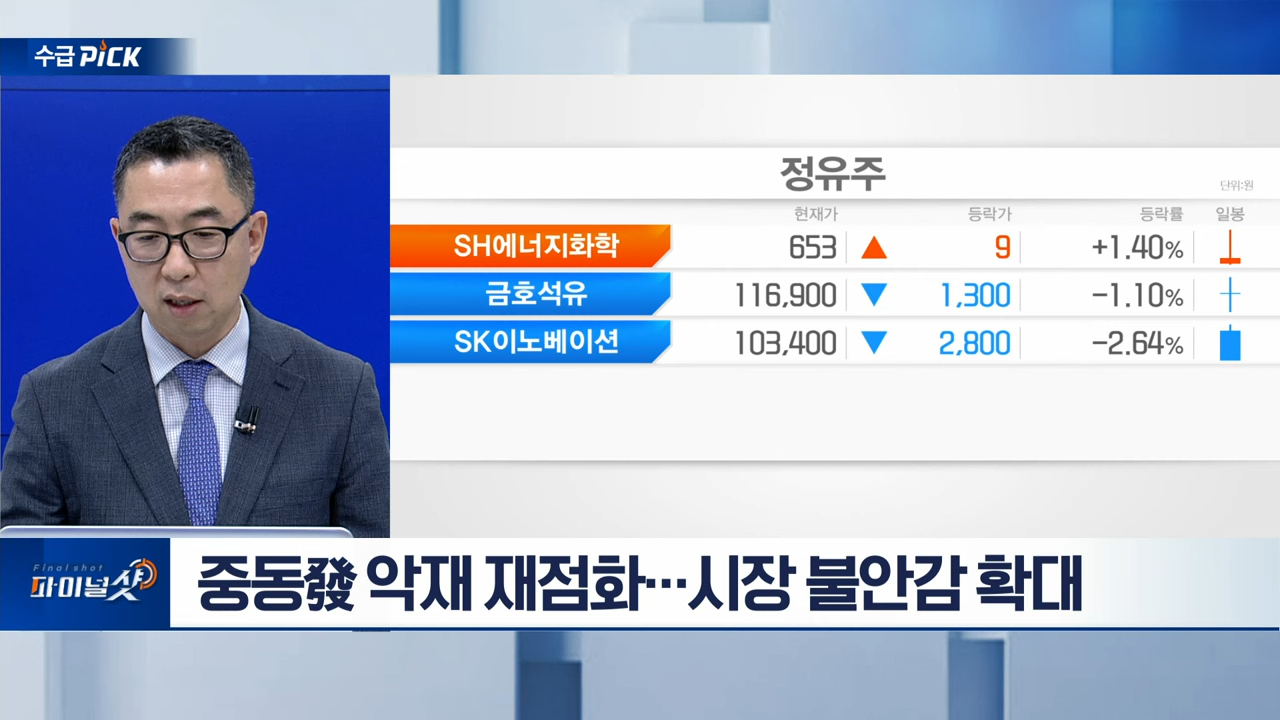 수급 PiCK
정유주
단위:원
현재가 등락가 등락률 일봉
SH에너지화학 653 ▲ 9 +1.40%
금호석유 116,900 ▼ 1,300 -1.10%
SK이노베이션 103,400 ▼ 2,800 -2.64%
Final shot
파이널샷
중동發 악재 재점화…시장 불안감 확대